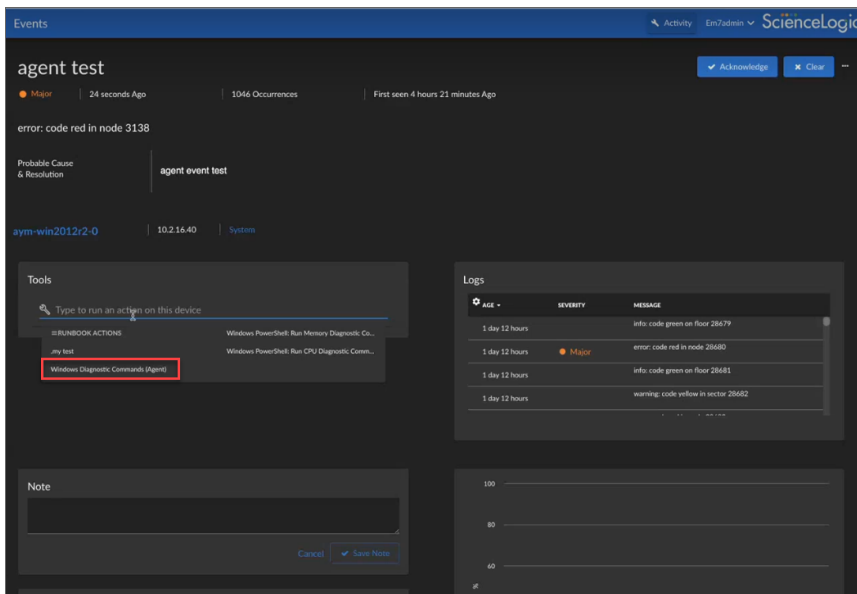 Events
Activity
Em7admin
ScienceLogic
agent test
Acknowledge
Clear
Major
24 seconds Ago
1046 Occurrences
First seen 4 hours 21 minutes Ago
error: code red in node 3138
Probable Cause
& Resolution
agent event test
aym-win2012r2-0
10.2.16.40
System
Tools
Type to run an action on this device
RUNBOOK ACTIONS
Windows PowerShell: Run Memory Diagnostic Co...
.my test
Windows PowerShell: Run CPU Diagnostic Comm...
Windows Diagnostic Commands (Agent)
Logs
AGE
SEVERITY
MESSAGE
1 day 12 hours
info: code green on floor 28679
1 day 12 hours
Major
error: code red in node 28680
1 day 12 hours
info: code green on floor 28681
1 day 12 hours
warning: code yellow in sector 28682
Note
Cancel
Save Note
100
80
60
%